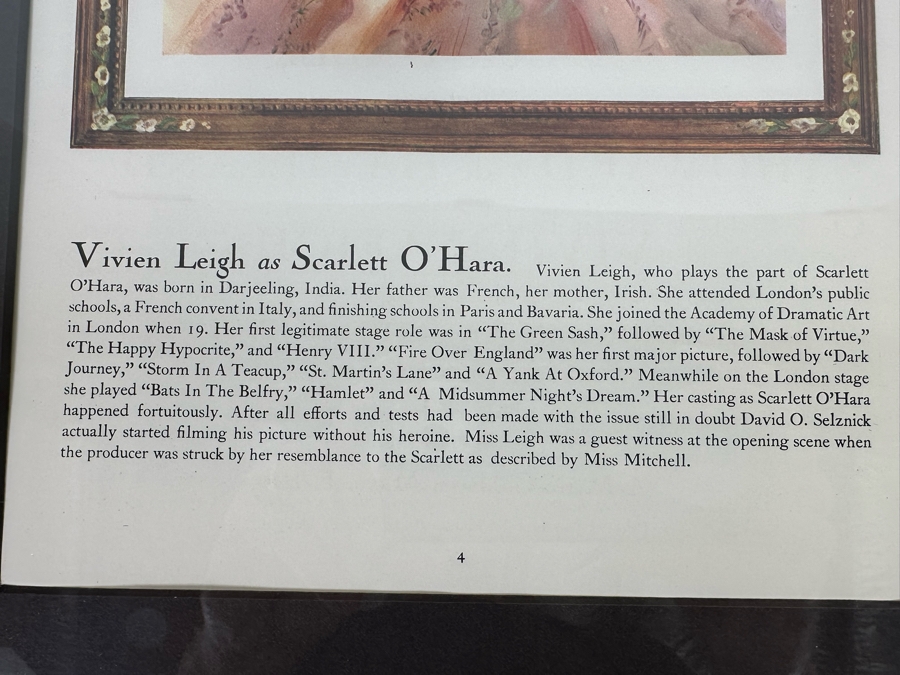 Vivien Leigh as Scarlett O’Hara. Vivien Leigh, who plays the part of Scarlett
O’Hara, was born in Darjeeling, India. Her father was French, her mother, Irish. She attended London’s public
schools, a French convent in Italy, and finishing schools in Paris and Bavaria. She joined the Academy of Dramatic Art
in London when 19. Her first legitimate stage role was in “The Green Sash,” followed by “The Mask of Virtue,”
“The Happy Hypocrite,” and “Henry VIII.” “Fire Over England” was her first major picture, followed by “Dark
Journey,” “Storm In A Teacup,” “St. Martin’s Lane” and “A Yank At Oxford.” Meanwhile on the London stage
she played “Bats In The Belfry,” “Hamlet” and “A Midsummer Night’s Dream.” Her casting as Scarlett O’Hara
happened fortuitously. After all efforts and tests had been made with the issue still in doubt David O. Selznick
actually started filming his picture without his heroine. Miss Leigh was a guest witness at the opening scene when
the producer was struck by her resemblance to the Scarlett as described by Miss Mitchell.
4